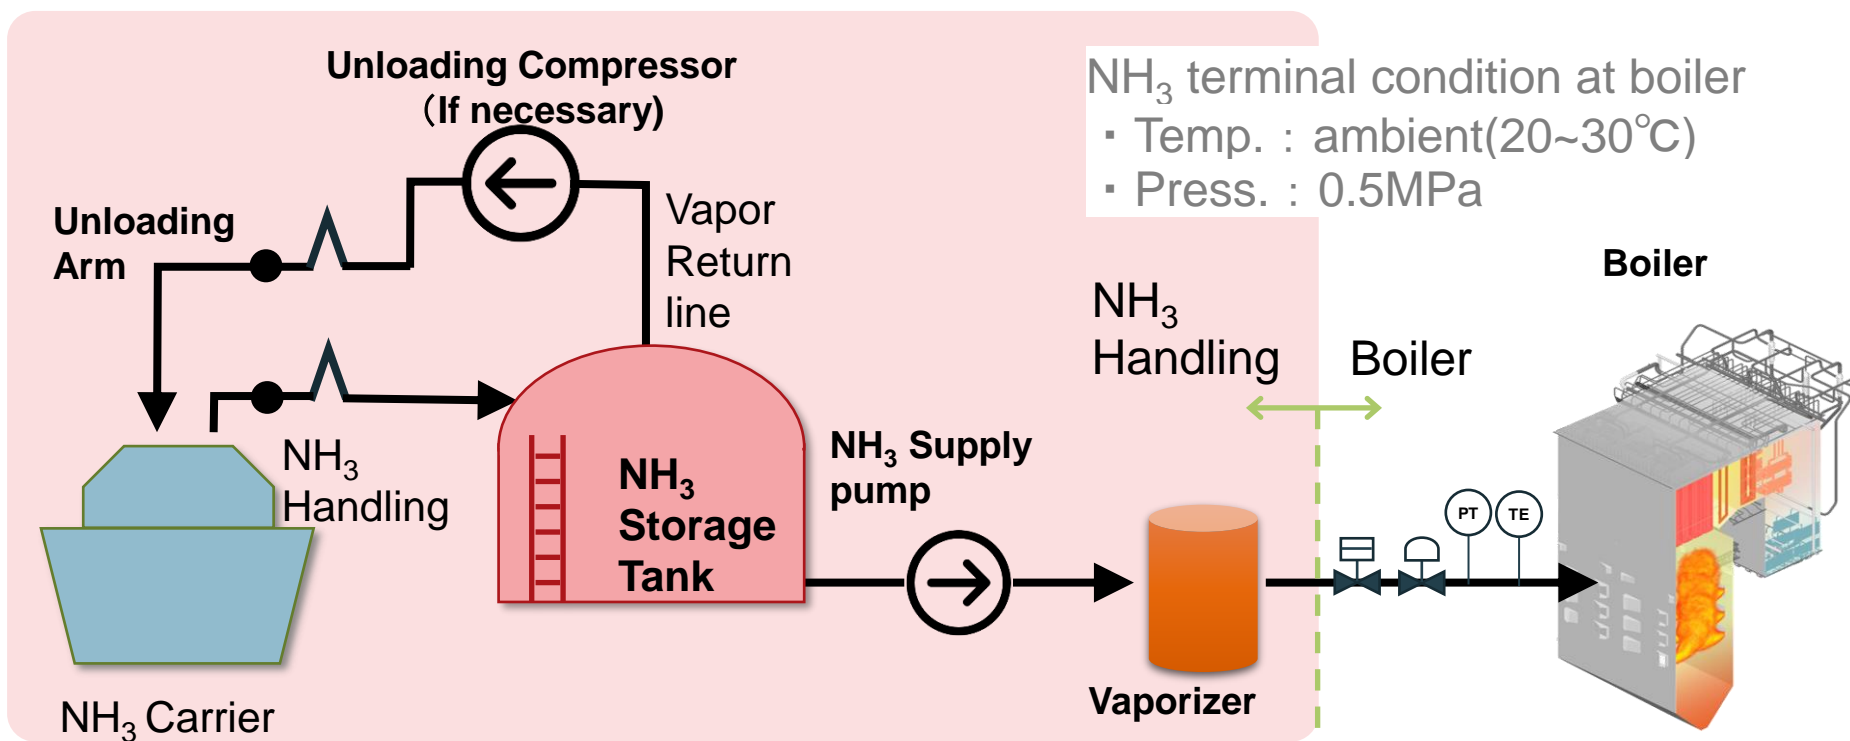 Unloading Compressor
（If necessary)
NH₃ terminal condition at boiler
・Temp.：ambient(20~30℃)
・Press.：0.5MPa
Unloading
Arm
Vapor
Return
line
Boiler
NH₃
Handling
Boiler
NH₃
Handling
NH₃
Storage
Tank
NH₃ Supply
pump
PT
TE
Vaporizer
NH₃ Carrier